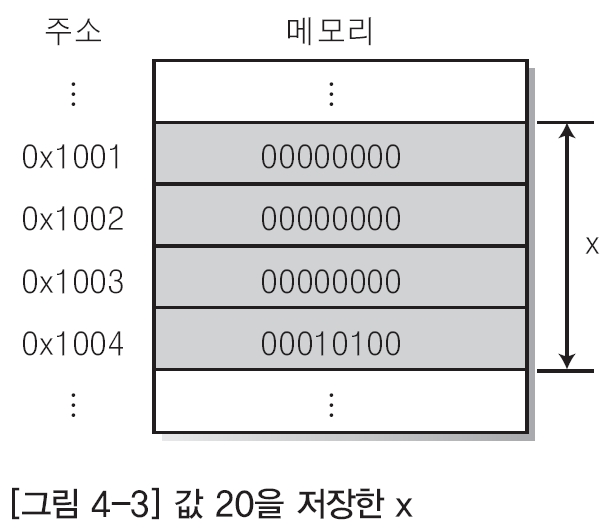 주소 메모리
⋮ ⋮
0x1001 00000000
0x1002 00000000
x
0x1003 00000000
0x1004 00010100
⋮ ⋮
[그림 4-3] 값 20을 저장한 x